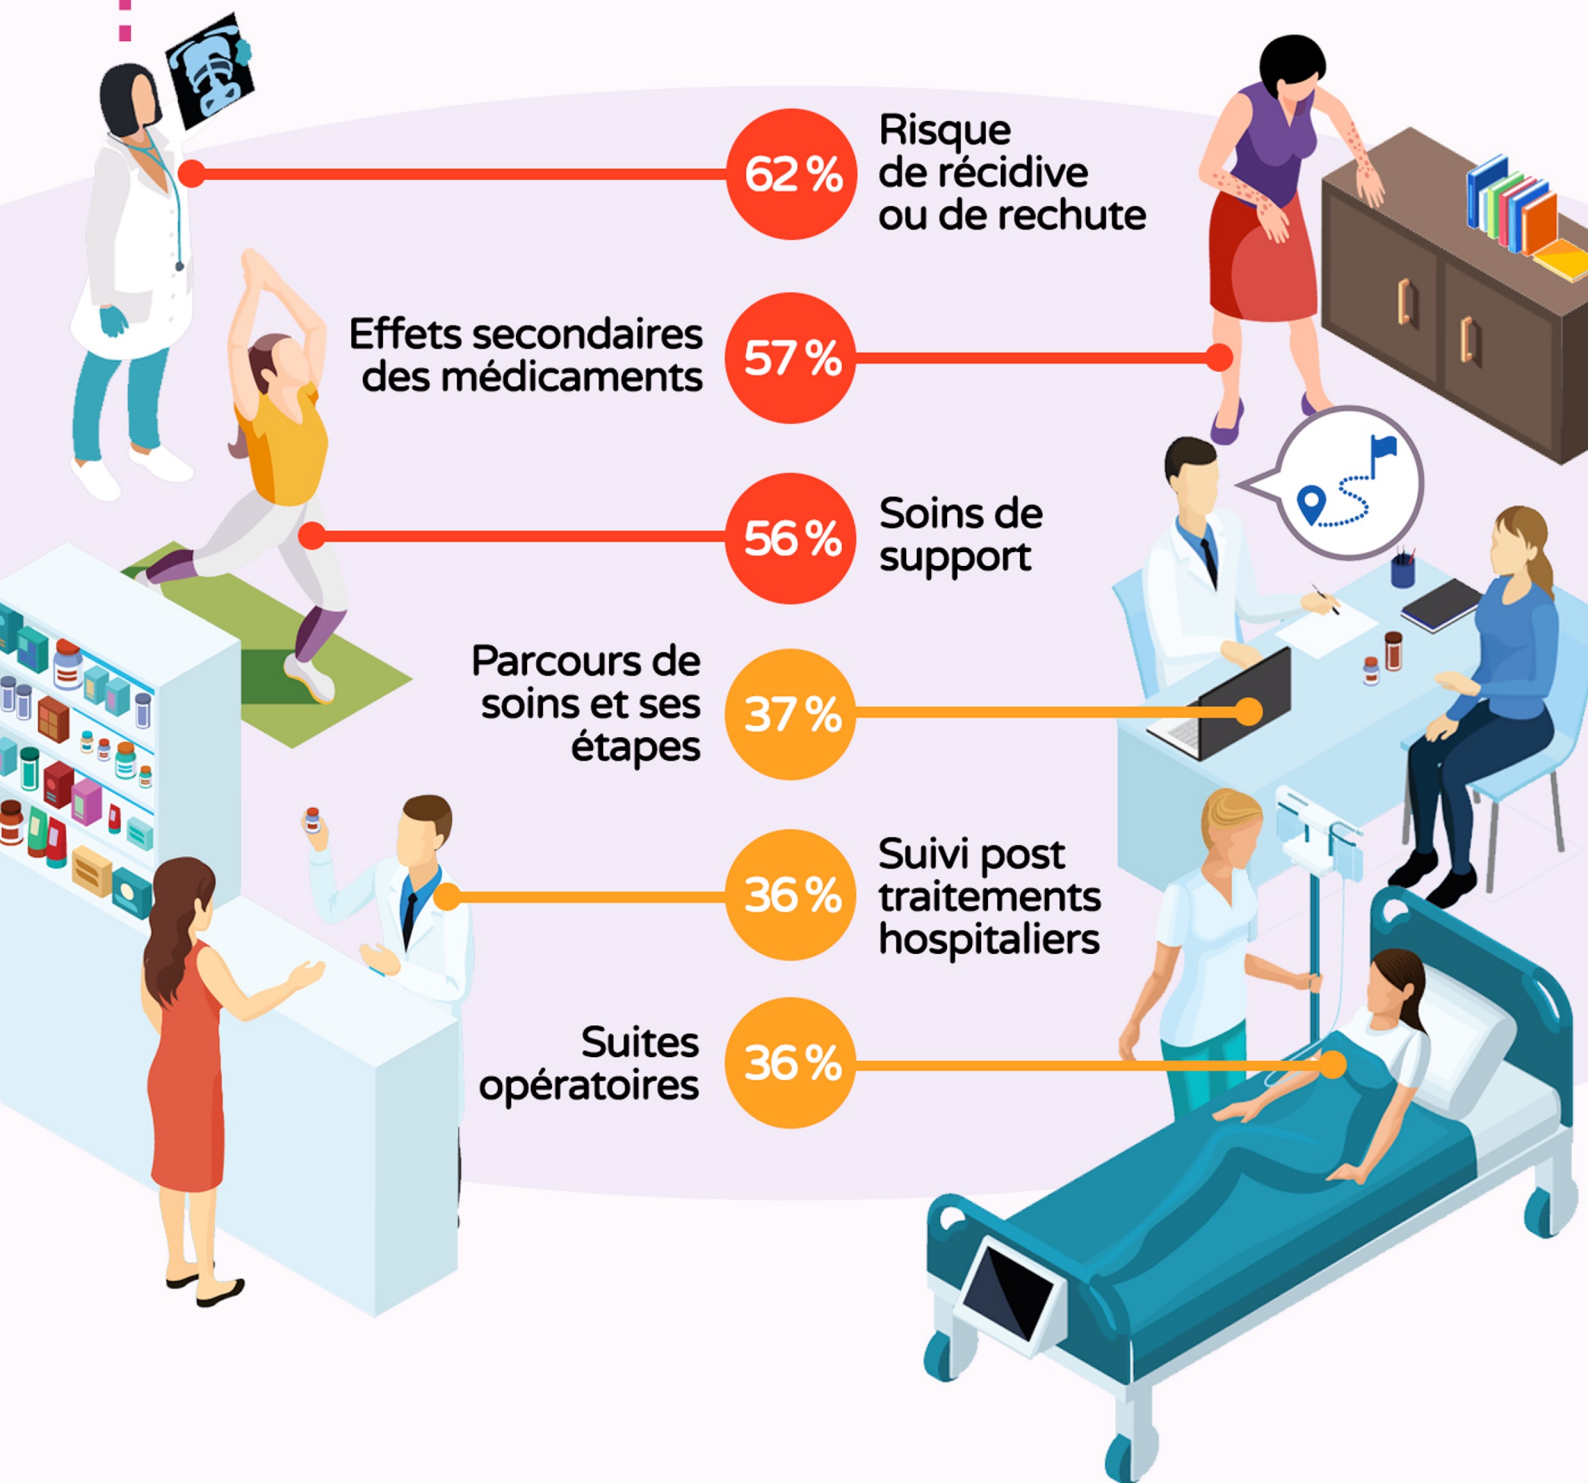 62 %
Risque
de récidive
ou de rechute
Effets secondaires
des médicaments
57 %
56 %
Soins de
support
Parcours de
soins et ses
étapes
37 %
36 %
Suivi post
traitements
hospitaliers
Suites
opératoires
36 %